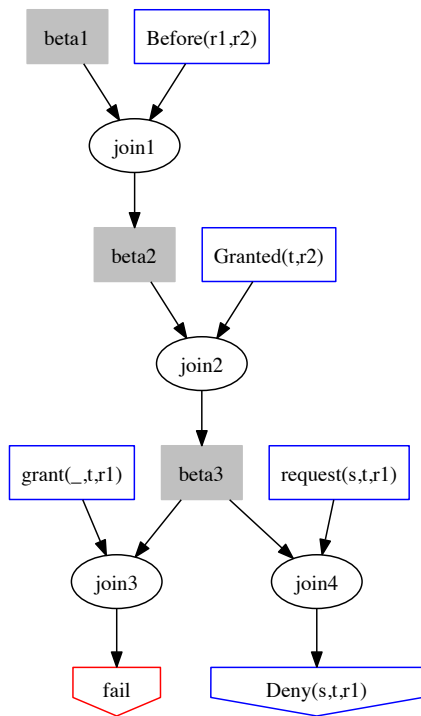 beta1
Before(r1,r2)
join1
beta2
Granted(t,r2)
join2
grant(_,t,r1)
beta3
request(s,t,r1)
join3
join4
fail
Deny(s,t,r1)